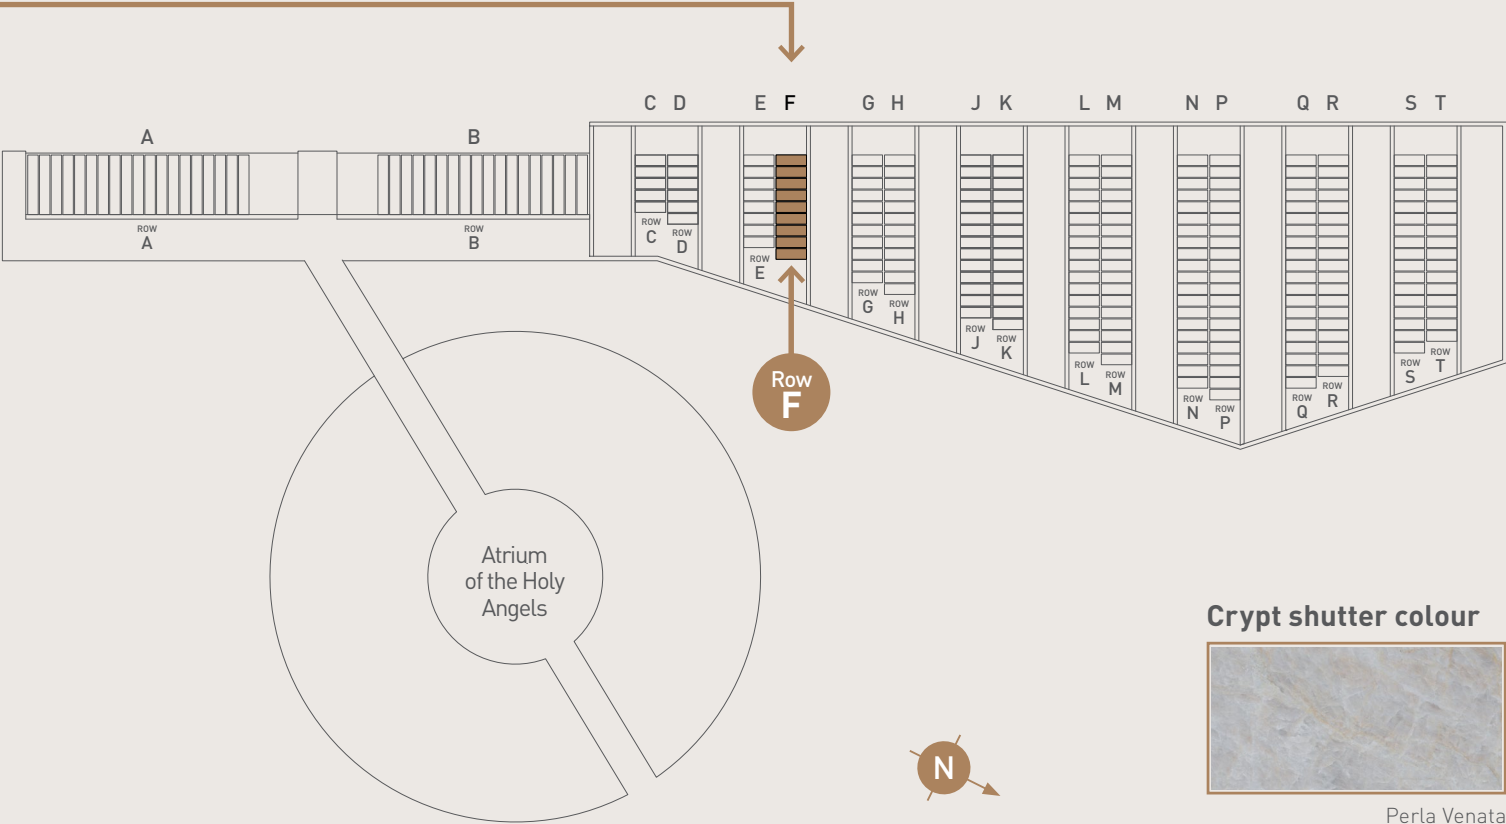 C D E F G H J K L M N P Q R S T
A B
ROW
A
ROW
B
ROW
C
ROW
D
ROW
E
ROW
G
ROW
H
ROW
J
ROW
K
ROW
L
ROW
M
ROW
N
ROW
P
ROW
Q
ROW
R
ROW
S
ROW
T
Row
F
Atrium
of the Holy
Angels
N
Crypt shutter colour
Perla Venata